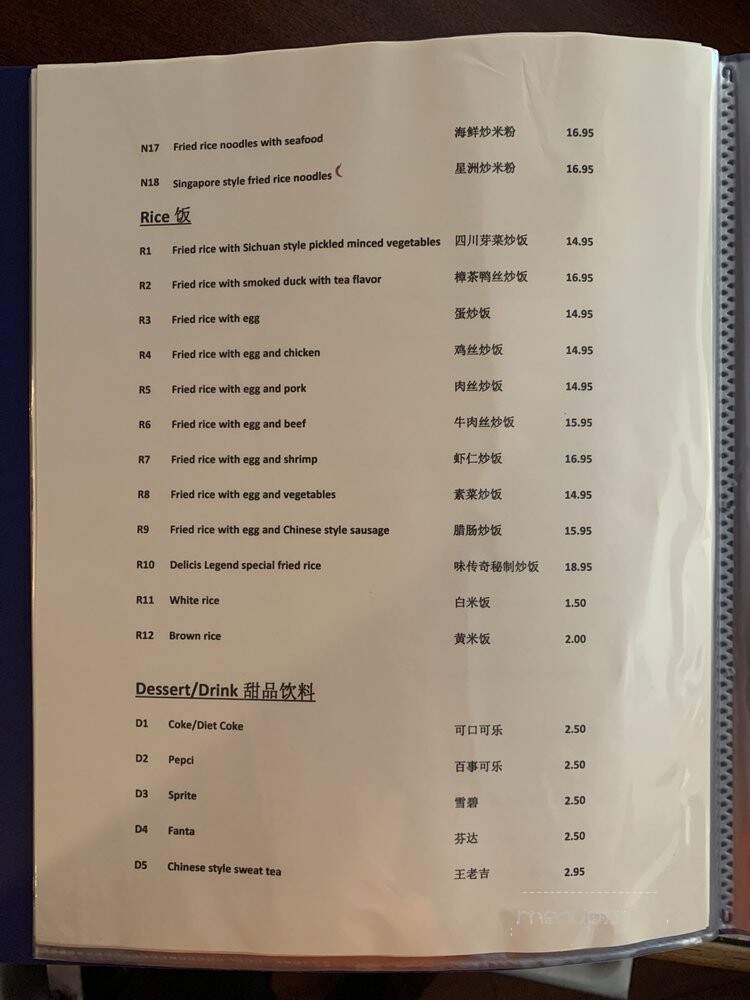 N17 Fried rice noodles with seafood 海鲜炒米粉 16.95
N18 Singapore style fried rice noodles 星洲炒米粉 16.95
Rice 饭
R1 Fried rice with Sichuan style pickled minced vegetables 四川芽菜炒饭 14.95
R2 Fried rice with smoked duck with tea flavor 樟茶鸭丝炒饭 16.95
R3 Fried rice with egg 蛋炒饭 14.95
R4 Fried rice with egg and chicken 鸡丝炒饭 14.95
R5 Fried rice with egg and pork 肉丝炒饭 14.95
R6 Fried rice with egg and beef 牛肉丝炒饭 15.95
R7 Fried rice with egg and shrimp 虾仁炒饭 16.95
R8 Fried rice with egg and vegetables 素菜炒饭 14.95
R9 Fried rice with egg and Chinese style sausage 腊肠炒饭 15.95
R10 Delicis Legend special fried rice 味传奇秘制炒饭 18.95
R11 White rice 白米饭 1.50
R12 Brown rice 黄米饭 2.00
Dessert/Drink 甜品饮料
D1 Coke/Diet Coke 可口可乐 2.50
D2 Pepci 百事可乐 2.50
D3 Sprite 雪碧 2.50
D4 Fanta 芬达 2.50
D5 Chinese style sweat tea 王老吉 2.95